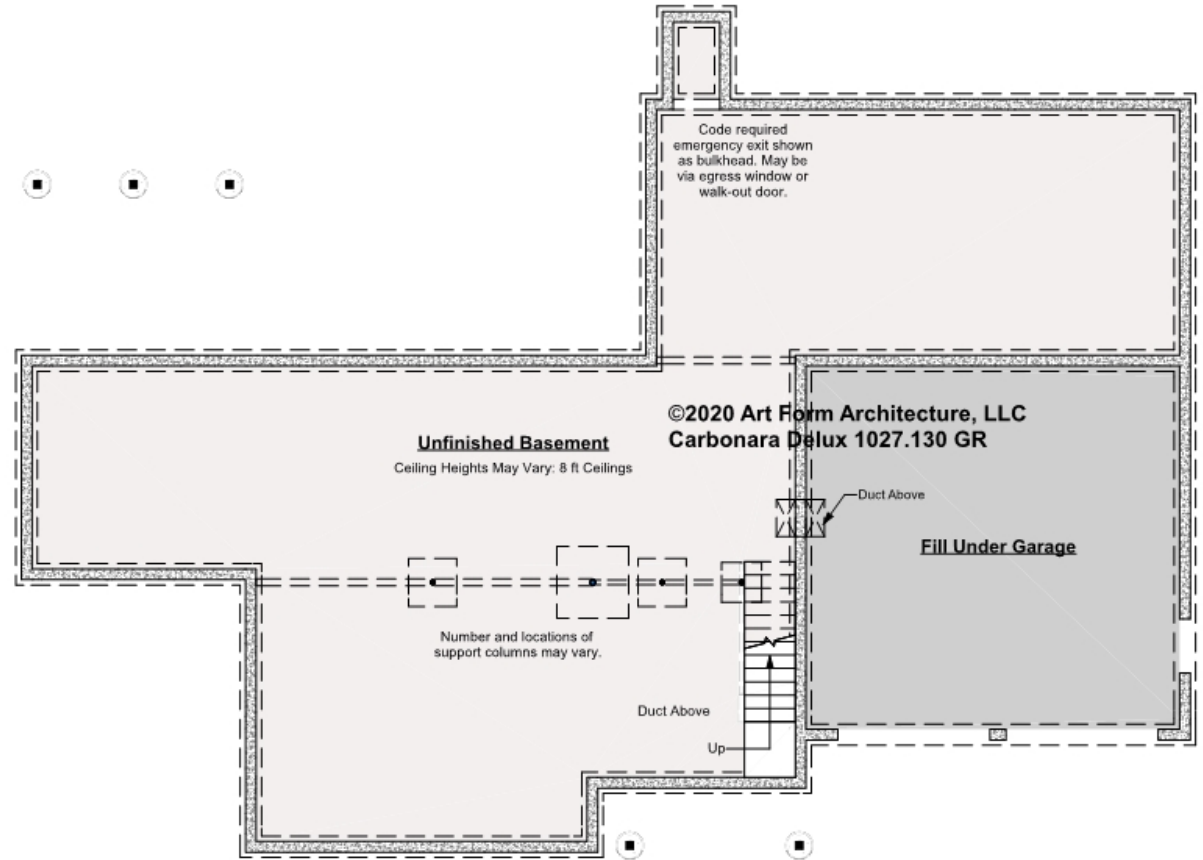 Code required
emergency exit shown
as bulkhead. May be
via egress window or
walk-out door.
©2020 Art Form Architecture, LLC
Carbonara Delux 1027.130 GR
Unfinished Basement
Ceiling Heights May Vary: 8 ft Ceilings
Duct Above
Fill Under Garage
Number and locations of
support columns may vary.
Duct Above
Up